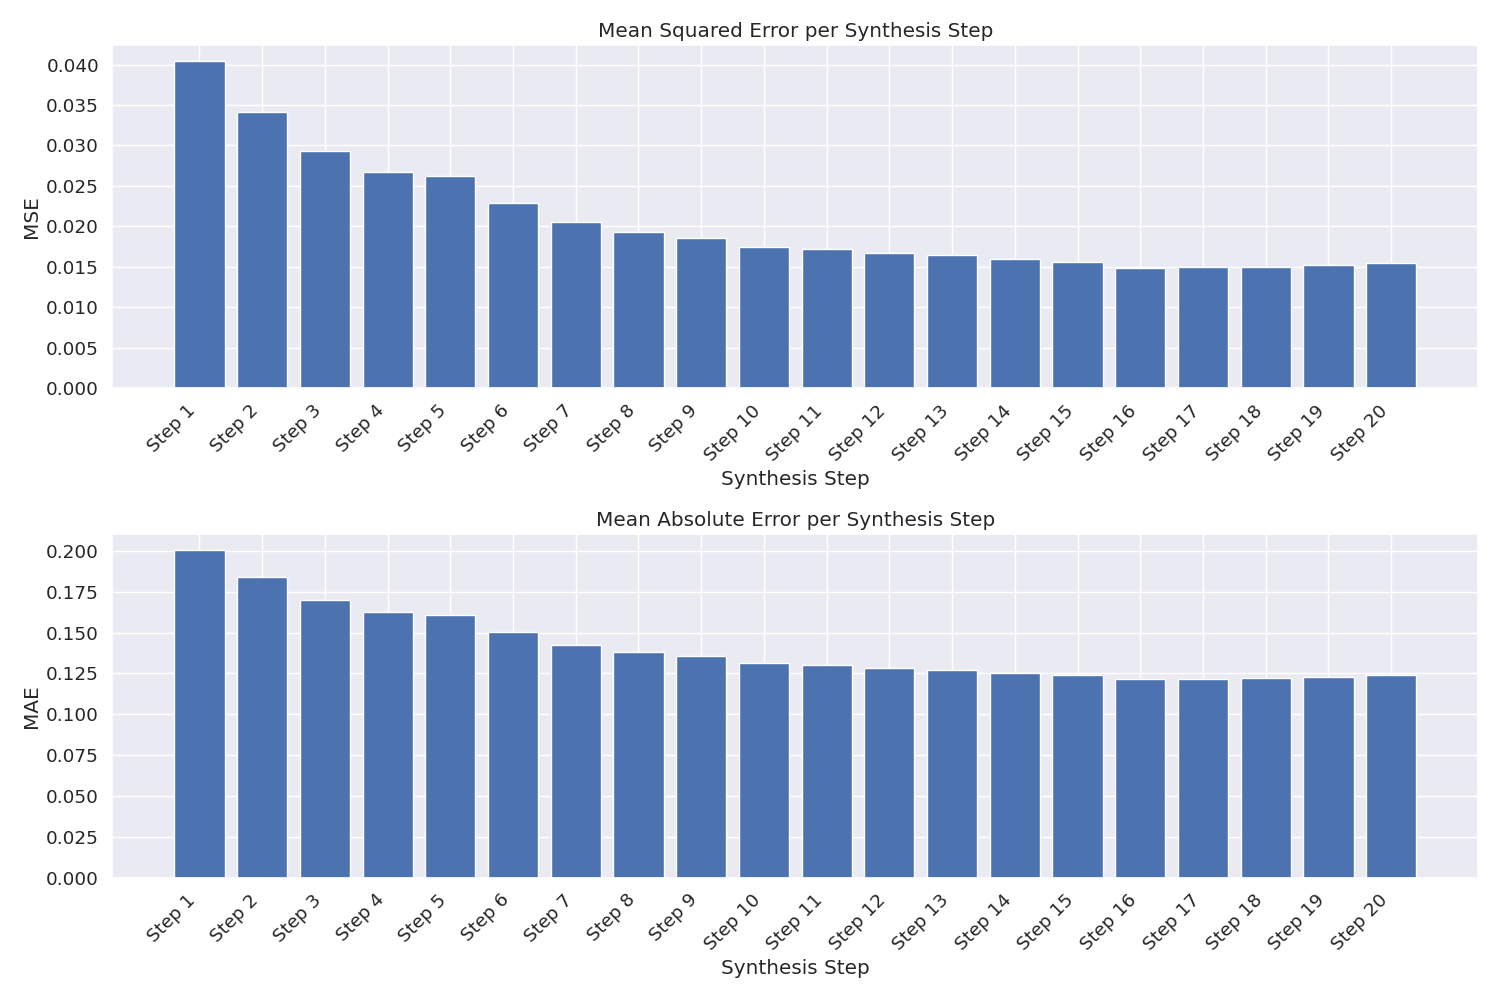 Mean Squared Error per Synthesis Step
MSE
0.040
0.035
0.030
0.025
0.020
0.015
0.010
0.005
0.000
Step 1
Step 2
Step 3
Step 4
Step 5
Step 6
Step 7
Step 8
Step 9
Step 10
Step 11
Step 12
Step 13
Step 14
Step 15
Step 16
Step 17
Step 18
Step 19
Step 20
Synthesis Step
Mean Absolute Error per Synthesis Step
MAE
0.200
0.175
0.150
0.125
0.100
0.075
0.050
0.025
0.000
Step 1
Step 2
Step 3
Step 4
Step 5
Step 6
Step 7
Step 8
Step 9
Step 10
Step 11
Step 12
Step 13
Step 14
Step 15
Step 16
Step 17
Step 18
Step 19
Step 20
Synthesis Step